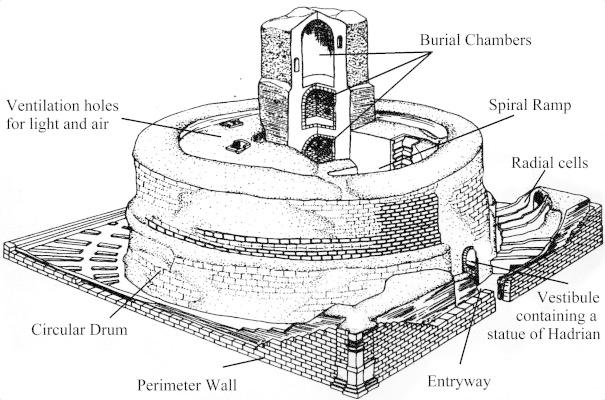 Burial Chambers
Ventilation holes
for light and air
Spiral Ramp
Radial cells
Vestibule
containing a
statue of Hadrian
Circular Drum
Perimeter Wall
Entryway